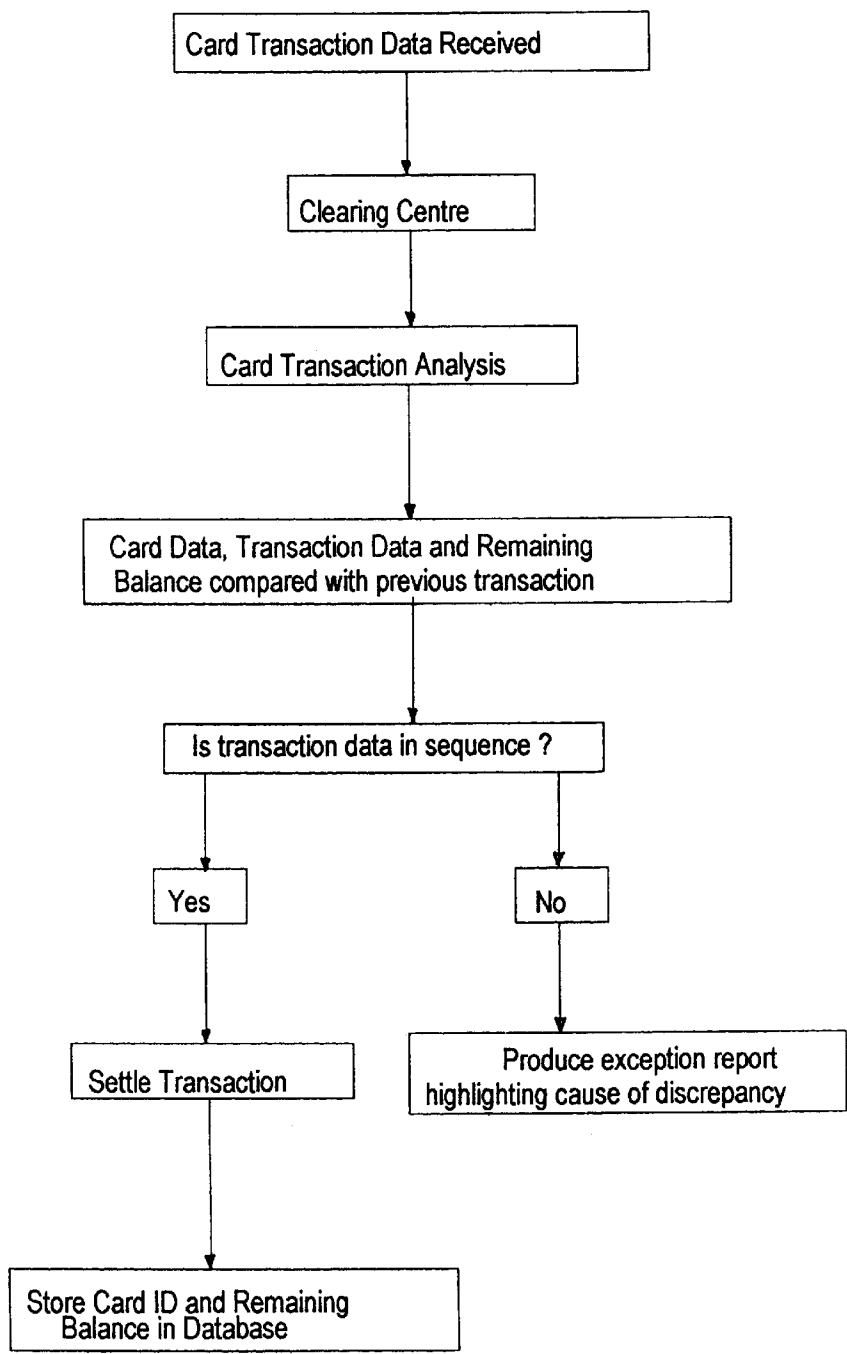 Card Transaction Data Received
Clearing Centre
Card Transaction Analysis
Card Data, Transaction Data and Remaining
Balance compared with previous transaction
Is transaction data in sequence ?
Yes
No
Settle Transaction
Produce exception report
highlighting cause of discrepancy
Store Card ID and Remaining
Balance in Database